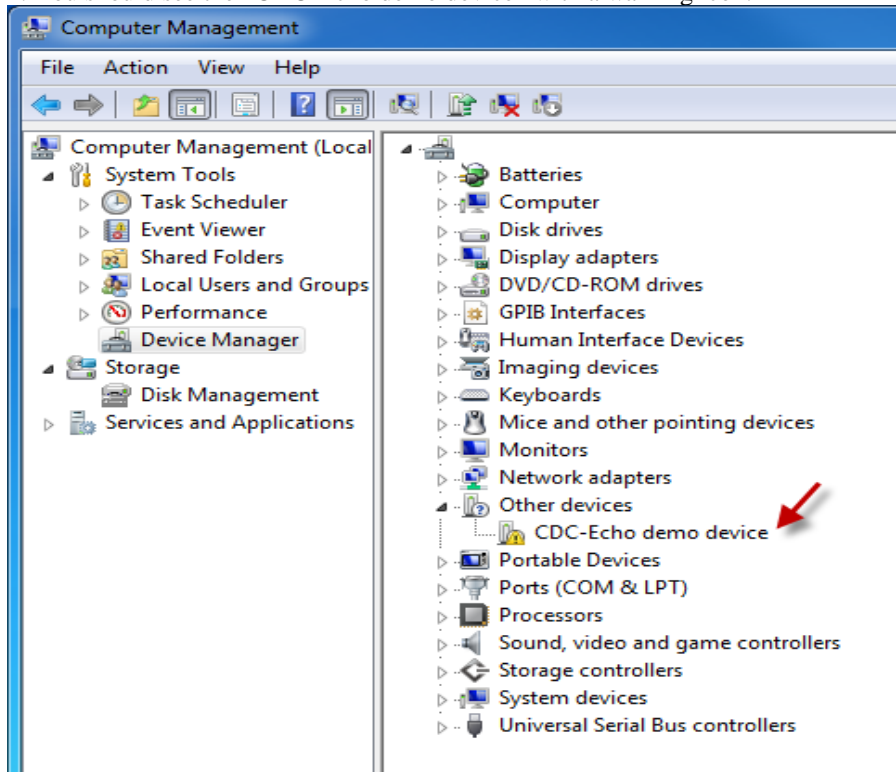 Computer Management
File Action View Help
Computer Management (Local
System Tools
Task Scheduler
Event Viewer
Shared Folders
Local Users and Groups
Performance
Device Manager
Storage
Disk Management
Services and Applications
Batteries
Computer
Disk drives
Display adapters
DVD/CD-ROM drives
GPIB Interfaces
Human Interface Devices
Imaging devices
Keyboards
Mice and other pointing devices
Monitors
Network adapters
Other devices
CDC-Echo demo device
Portable Devices
Ports (COM & LPT)
Processors
Sound, video and game controllers
Storage controllers
System devices
Universal Serial Bus controllers